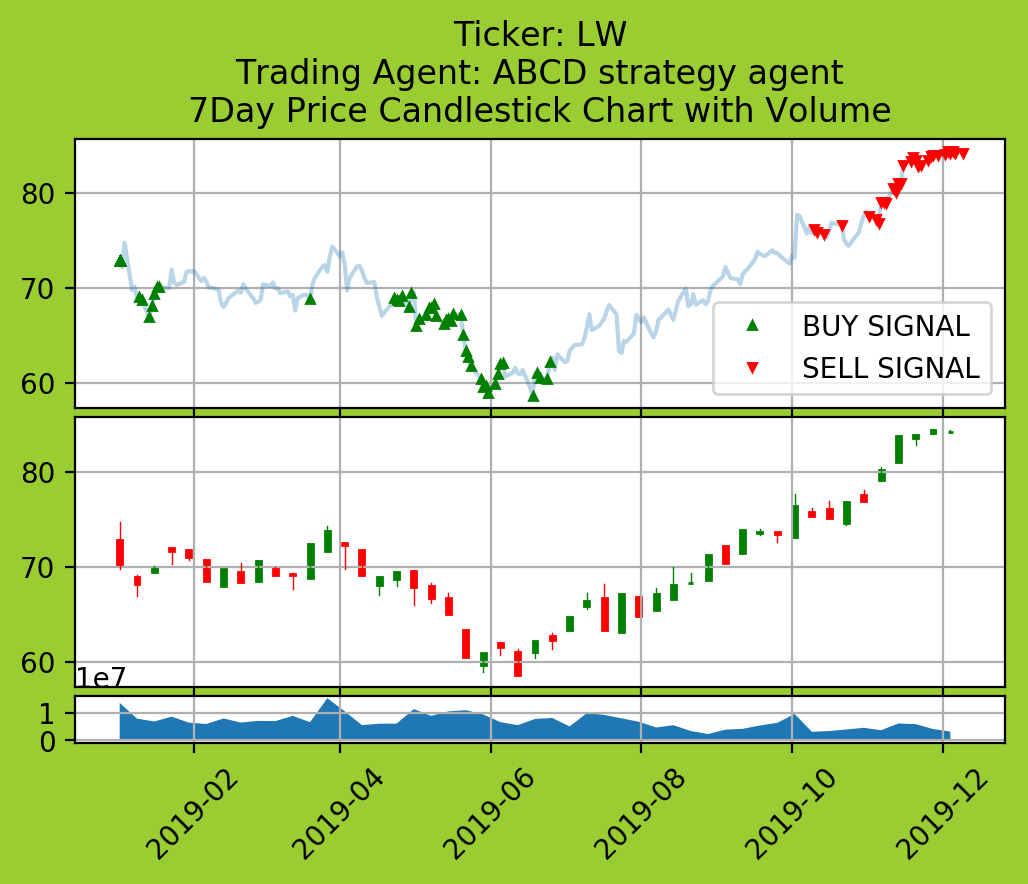 Ticker: LW
Trading Agent: ABCD strategy agent
7Day Price Candlestick Chart with Volume
80
70
60
BUY SIGNAL
SELL SIGNAL
80
70
60
1e7
1
0
2019-02
2019-04
2019-06
2019-08
2019-10
2019-12